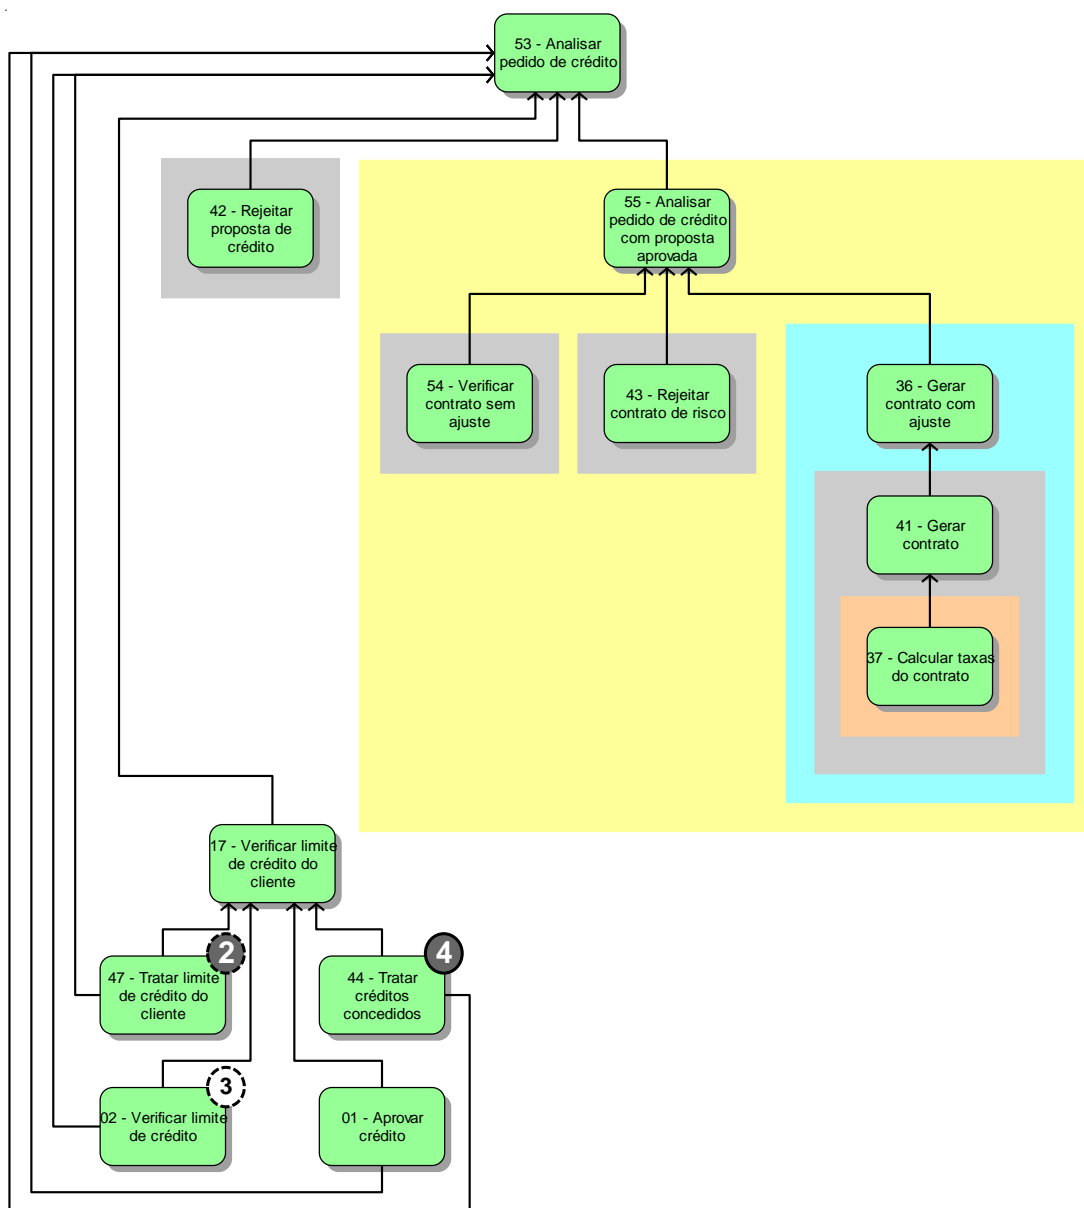 53 - Analisar
pedido de crédito
42 - Rejeitar
proposta de
crédito
55 - Analisar
pedido de crédito
com proposta
aprovada
54 - Verificar
contrato sem
ajuste
43 - Rejeitar
contrato de risco
36 - Gerar
contrato com
ajuste
41 - Gerar
contrato
37 - Calcular taxas
do contrato
17 - Verificar limite
de crédito do
cliente
2
47 - Tratar limite
de crédito do
cliente
4
44 - Tratar
créditos
concedidos
3
02 - Verificar limite
de crédito
01 - Aprovar
crédito